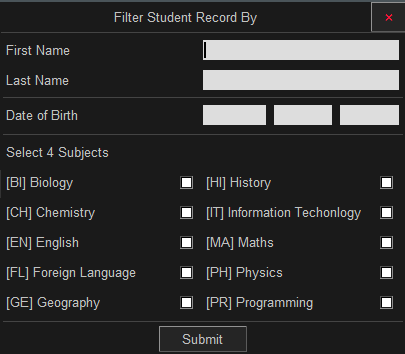 Filter Student Record By ×
First Name
Last Name
Date of Birth
Select 4 Subjects
[BI] Biology [HI] History
[CH] Chemistry [IT] Information Techonlogy
[EN] English [MA] Maths
[FL] Foreign Language [PH] Physics
[GE] Geography [PR] Programming
Submit